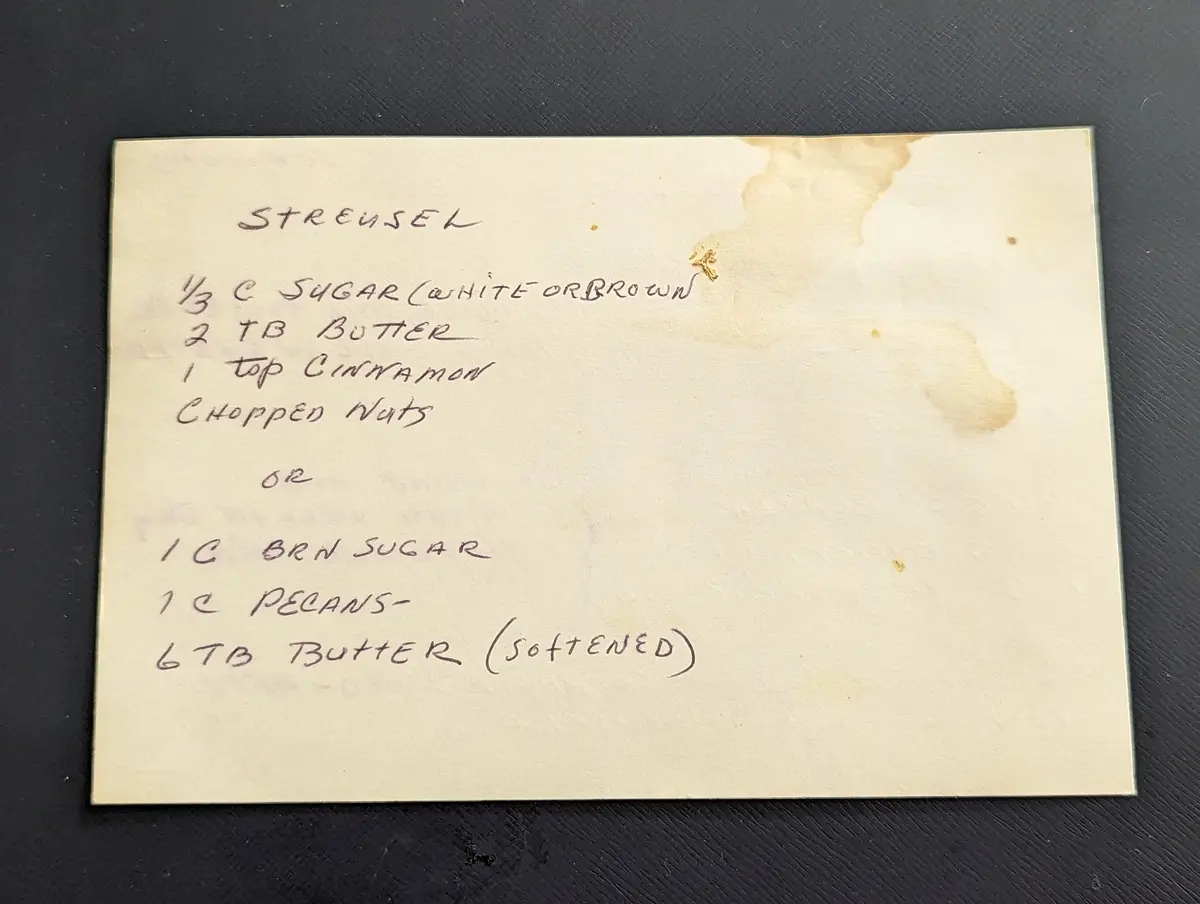 STREUSEL
1/3 C SUGAR (WHITE OR BROWN
2 TB BUTTER
1 tsp CINNAMON
CHOPPED Nuts
OR
1 C BRN SUGAR
1 C PECANS-
6 TB BUTTER (SOFTENED)